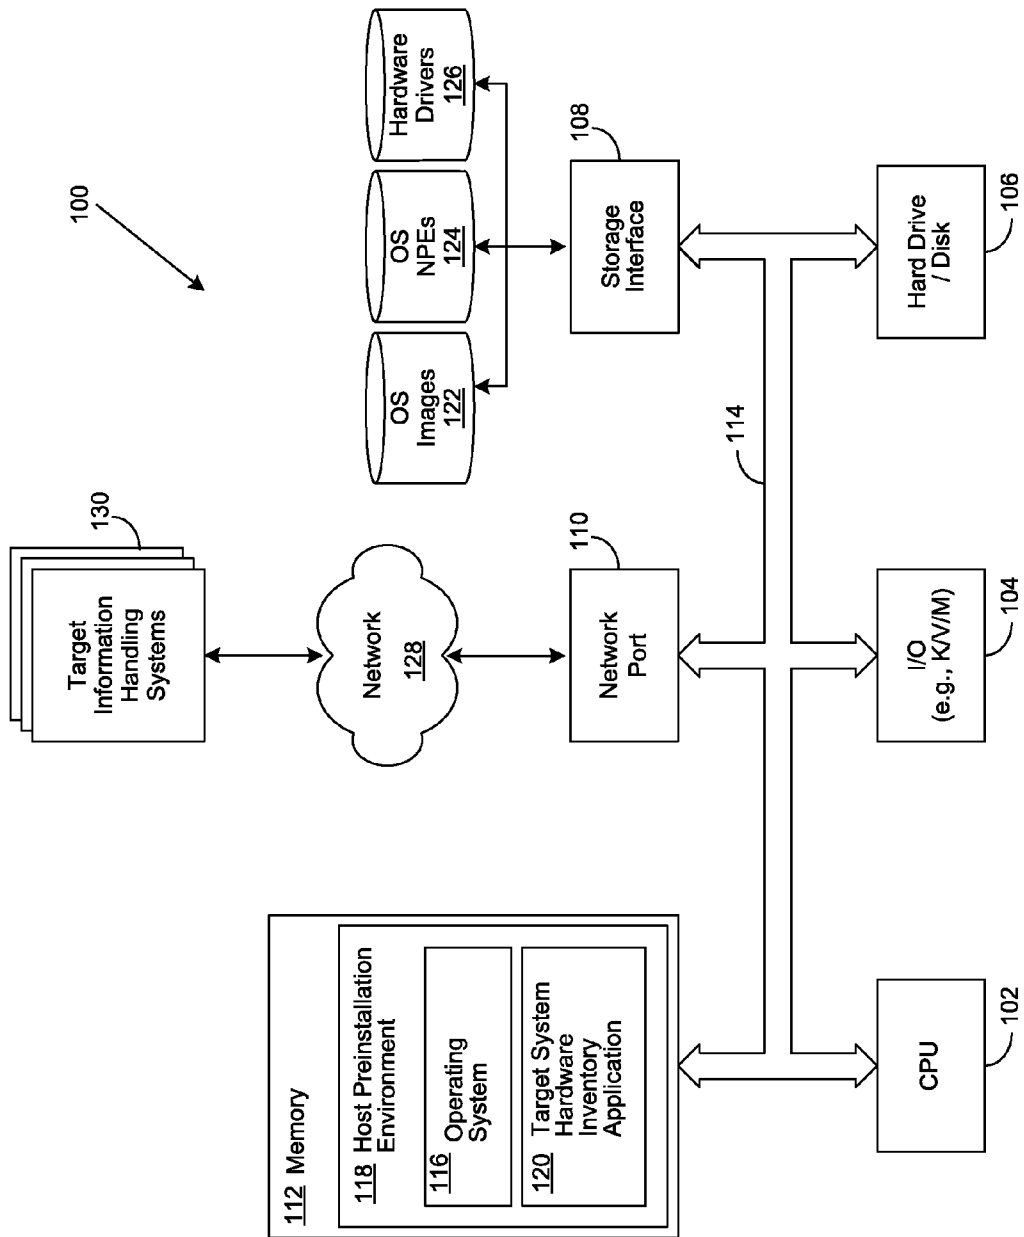 100
112 Memory
118 Host Preinstallation
Environment
116 Operating
System
120 Target System
Hardware
Inventory
Application
Target
Information
Handling
Systems
130
Network
128
Network
Port
110
OS
Images
122
OS
NPEs
124
Hardware
Drivers
126
Storage
Interface
108
114
CPU
102
I/O
(e.g., K/V/M)
104
Hard Drive
/ Disk
106